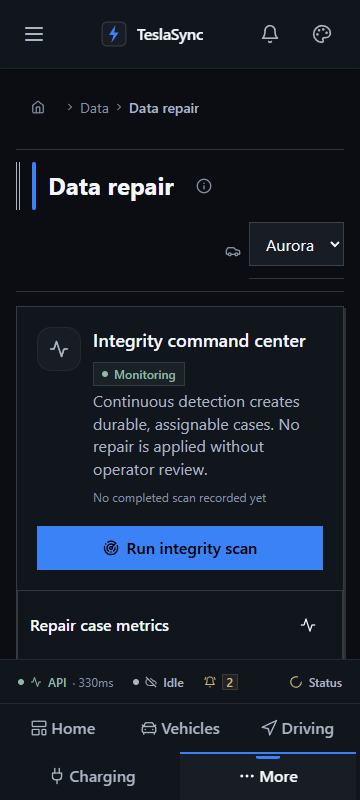 TeslaSync
Data
Data repair
Data repair
Aurora
Integrity command center
Monitoring
Continuous detection creates
durable, assignable cases. No
repair is applied without
operator review.
No completed scan recorded yet
Run integrity scan
Repair case metrics
API · 330ms
Idle
2
Status
Home
Vehicles
Driving
Charging
More